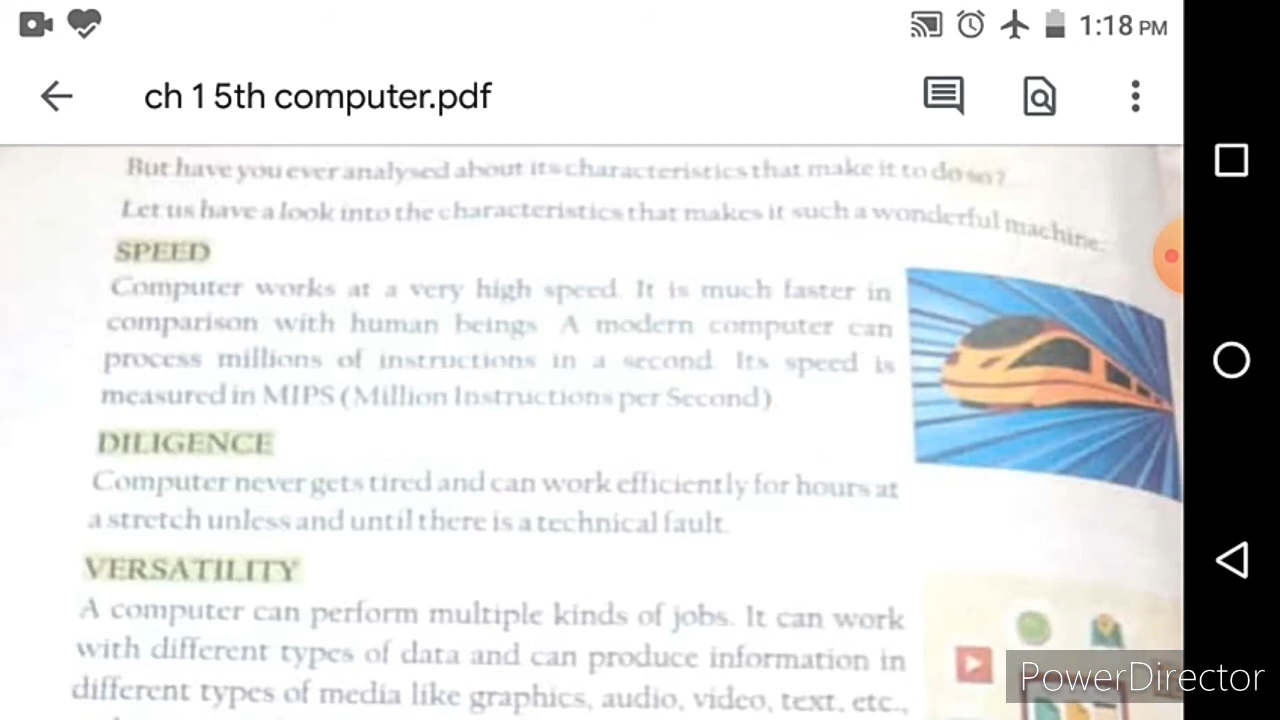 1:18 PM
ch 1 5th computer.pdf
But have you ever analysed about its characteristics that make it to do so?
Let us have a look into the characteristics that makes it such a wonderful machine.
SPEED
Computer works at a very high speed. It is much faster in
comparison with human beings. A modern computer can
process millions of instructions in a second. Its speed is
measured in MIPS (Million Instructions per Second)
DILIGENCE
Computer never gets tired and can work efficiently for hours at
a stretch unless and until there is a technical fault.
VERSATILITY
A computer can perform multiple kinds of jobs. It can work
with different types of data and can produce information in
different types of media like graphics, audio, video, text, etc.,
PowerDirector